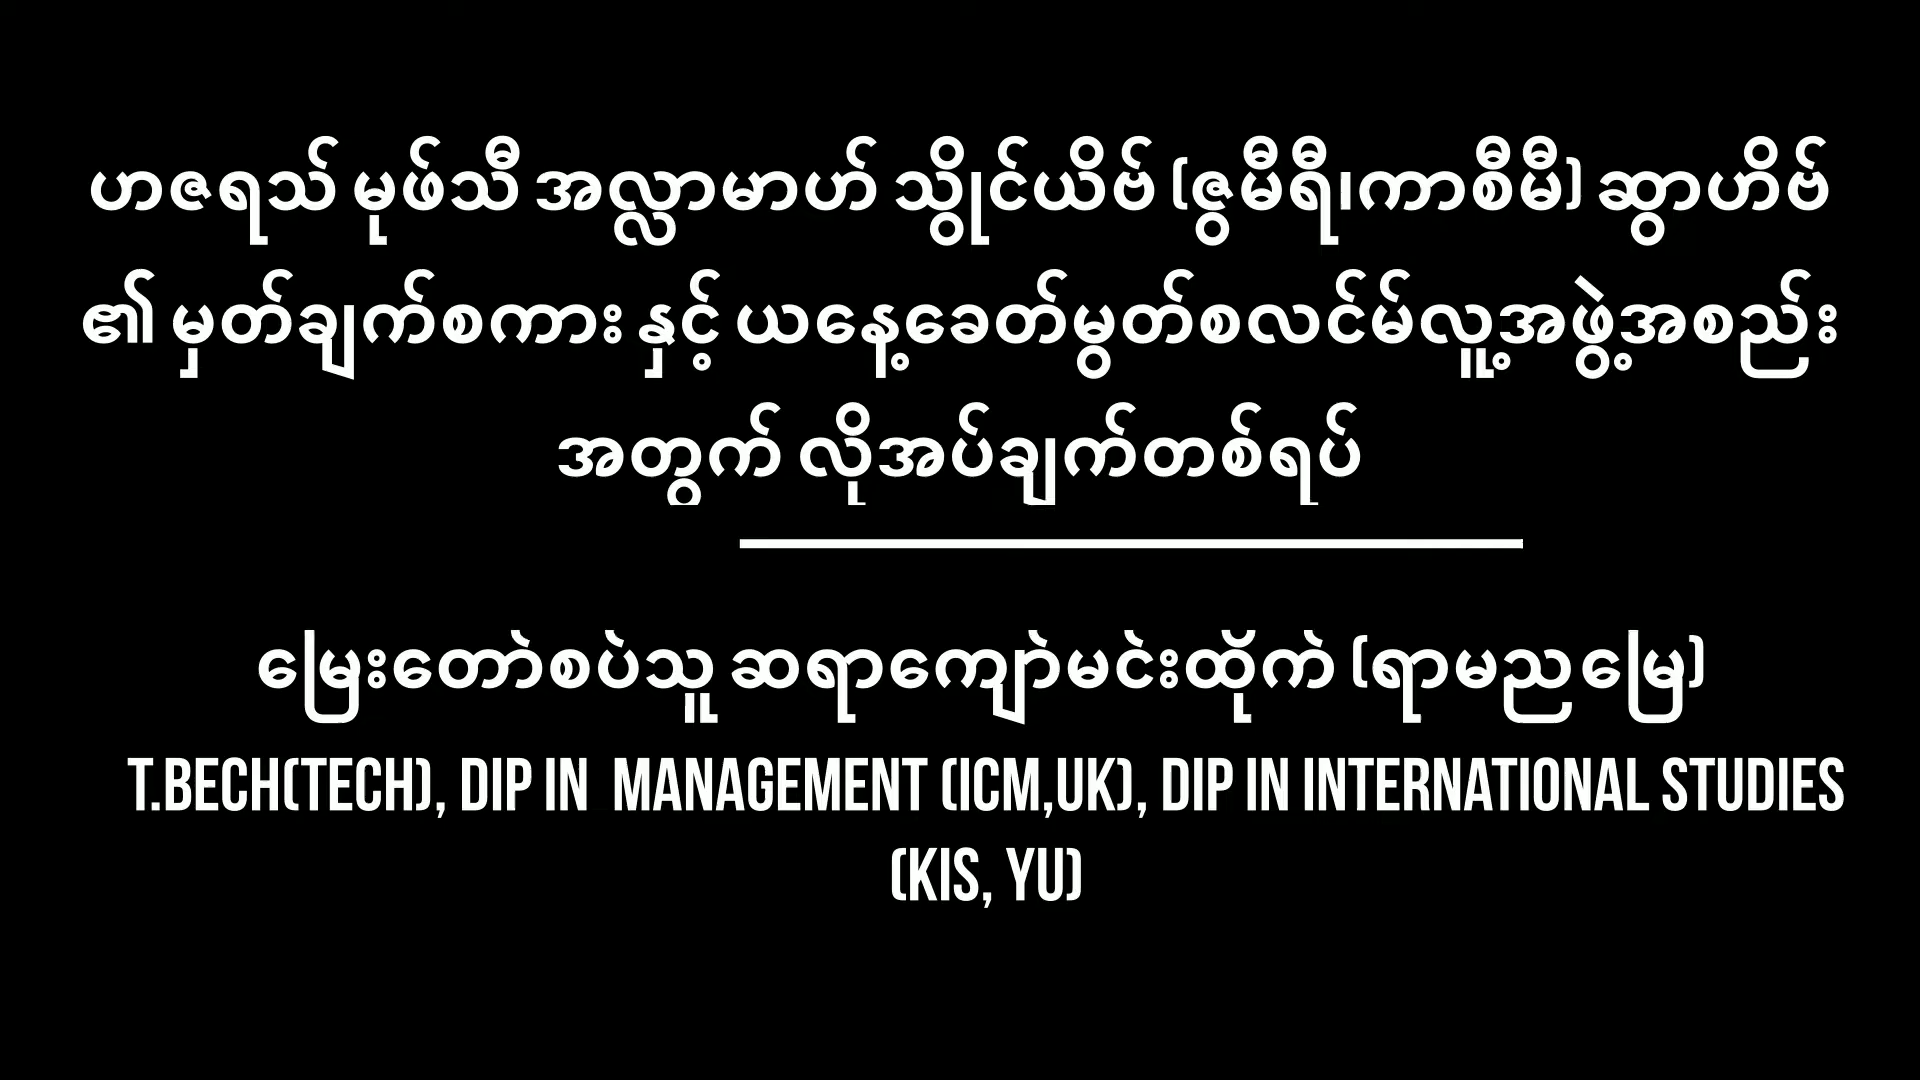 ဟဇရသ် မုဖ်သီ အလ္လာမာဟ် သွိုင်ယိဗ် (ဇွမီရီ၊ကာစီမီ) ဆွာဟိဗ်
၏ မှတ်ချက်စကား နှင့် ယနေ့ခေတ်မွတ်စလင်မ်လူ့အဖွဲ့အစည်း
အတွက် လိုအပ်ချက်တစ်ရပ်
မြေးတော်စပ်သူ ဆရာကျော်မင်းထိုက် (ရာမညမြေ)
T.BECH(TECH), DIP IN MANAGEMENT (ICM,UK), DIP IN INTERNATIONAL STUDIES
(KIS, YU)